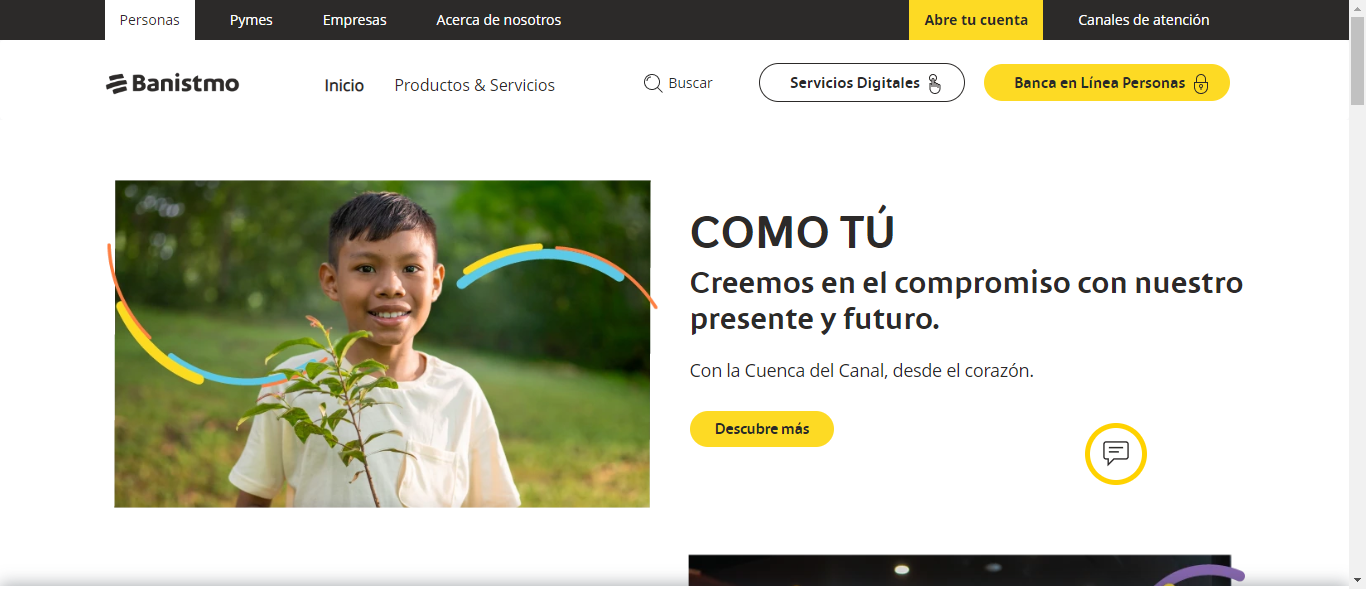 Personas
Pymes
Empresas
Acerca de nosotros
Abre tu cuenta
Canales de atención
Banistmo
Inicio
Productos & Servicios
Buscar
Servicios Digitales
Banca en Línea Personas
COMO TÚ
Creemos en el compromiso con nuestro
presente y futuro.
Con la Cuenca del Canal, desde el corazón.
Descubre más